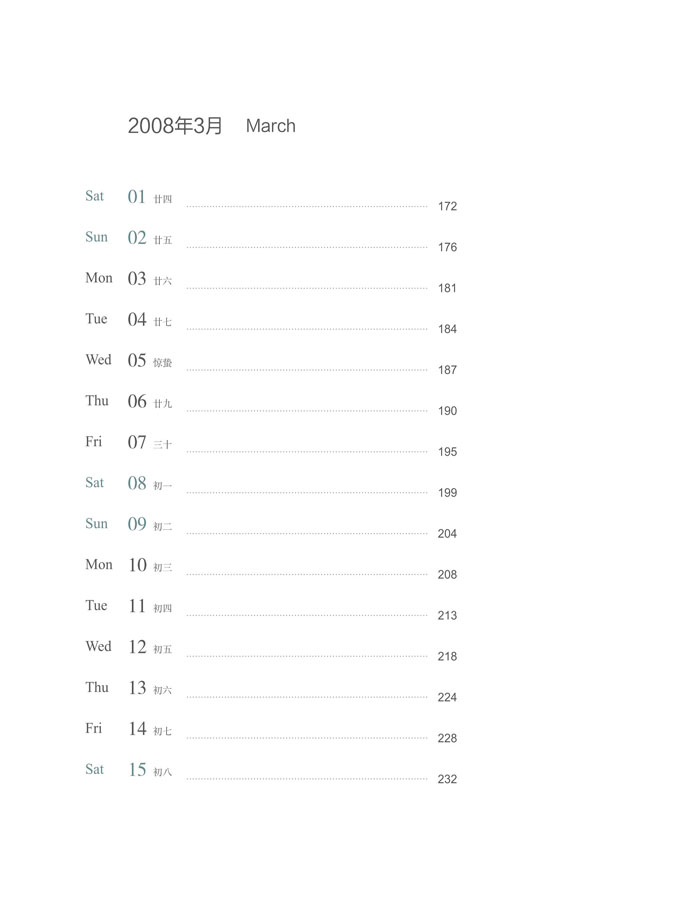 2008年3月 March
Sat 01 廿四 172
Sun 02 廿五 176
Mon 03 廿六 181
Tue 04 廿七 184
Wed 05 惊蛰 187
Thu 06 廿九 190
Fri 07 三十 195
Sat 08 初一 199
Sun 09 初二 204
Mon 10 初三 208
Tue 11 初四 213
Wed 12 初五 218
Thu 13 初六 224
Fri 14 初七 228
Sat 15 初八 232